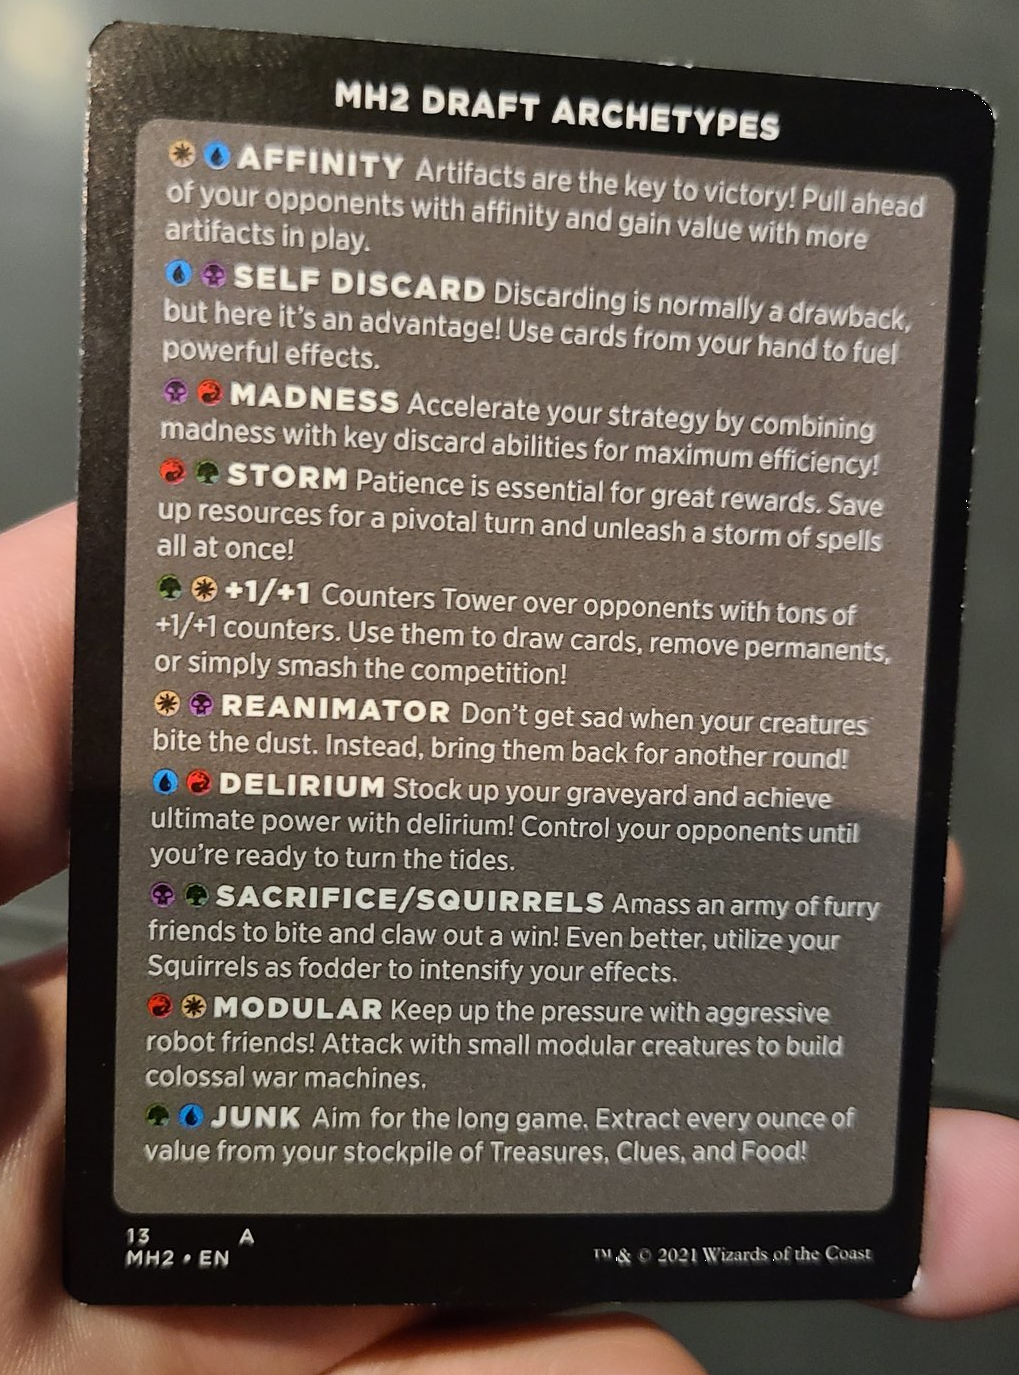 MH2 DRAFT ARCHETYPES
AFFINITY Artifacts are the key to victory! Pull ahead
of your opponents with affinity and gain value with more
artifacts in play.
SELF DISCARD Discarding is normally a drawback,
but here it's an advantage! Use cards from your hand to fuel
powerful effects.
MADNESS Accelerate your strategy by combining
madness with key discard abilities for maximum efficiency!
STORM Patience is essential for great rewards. Save
up resources for a pivotal turn and unleash a storm of spells
all at once!
+1/+1 Counters Tower over opponents with tons of
+1/+1 counters. Use them to draw cards, remove permanents,
or simply smash the competition!
REANIMATOR Don't get sad when your creatures
bite the dust. Instead, bring them back for another round!
DELIRIUM Stock up your graveyard and achieve
ultimate power with delirium! Control your opponents until
you're ready to turn the tides.
SACRIFICE/SQUIRRELS Amass an army of furry
friends to bite and claw out a win! Even better, utilize your
Squirrels as fodder to intensify your effects.
MODULAR Keep up the pressure with aggressive
robot friends! Attack with small modular creatures to build
colossal war machines.
JUNK Aim for the long game. Extract every ounce of
value from your stockpile of Treasures, Clues, and Food!
13 A
MH2 • EN
™ & © 2021 Wizards of the Coast